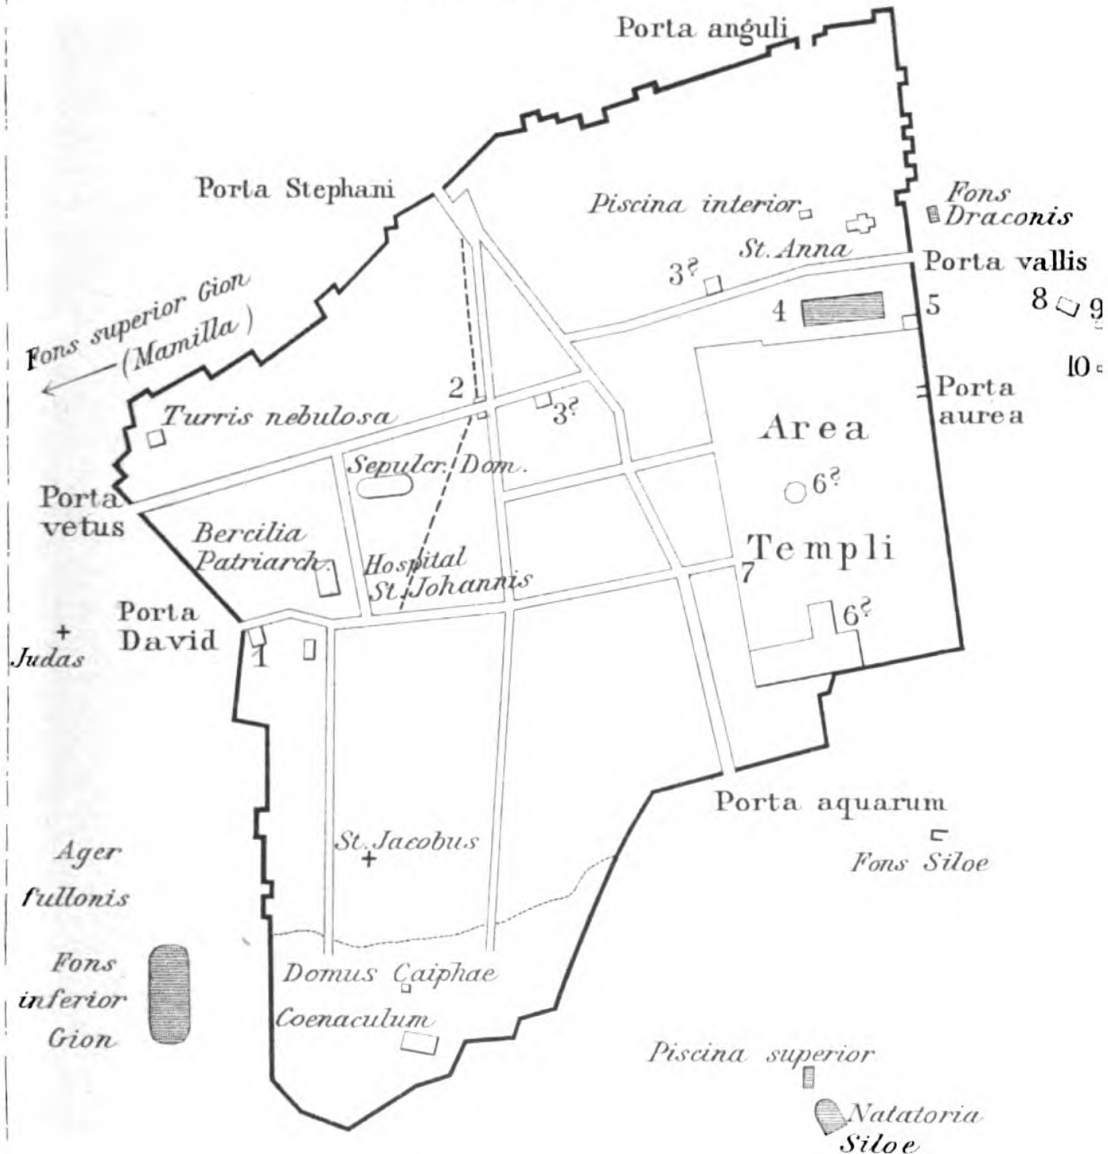 Porta anguli
Porta Stephani
Piscina interior
Fons
Draconis
St. Anna
Porta vallis
3?
4
5
8
9
10
Fons superior Gion
(Mamilla)
Turris nebulosa
2
3?
Porta
aurea
Area
6?
Templi
7
6?
Sepulcr. Dom.
Porta
vetus
Bercilia
Patriarch.
Hospital
St. Johannis
Porta
David
1
Judas
Porta aquarum
Fons Siloe
St. Jacobus
Ager
fullonis
Fons
inferior
Gion
Domus Caiphae
Coenaculum
Piscina superior
Natatoria
Siloe